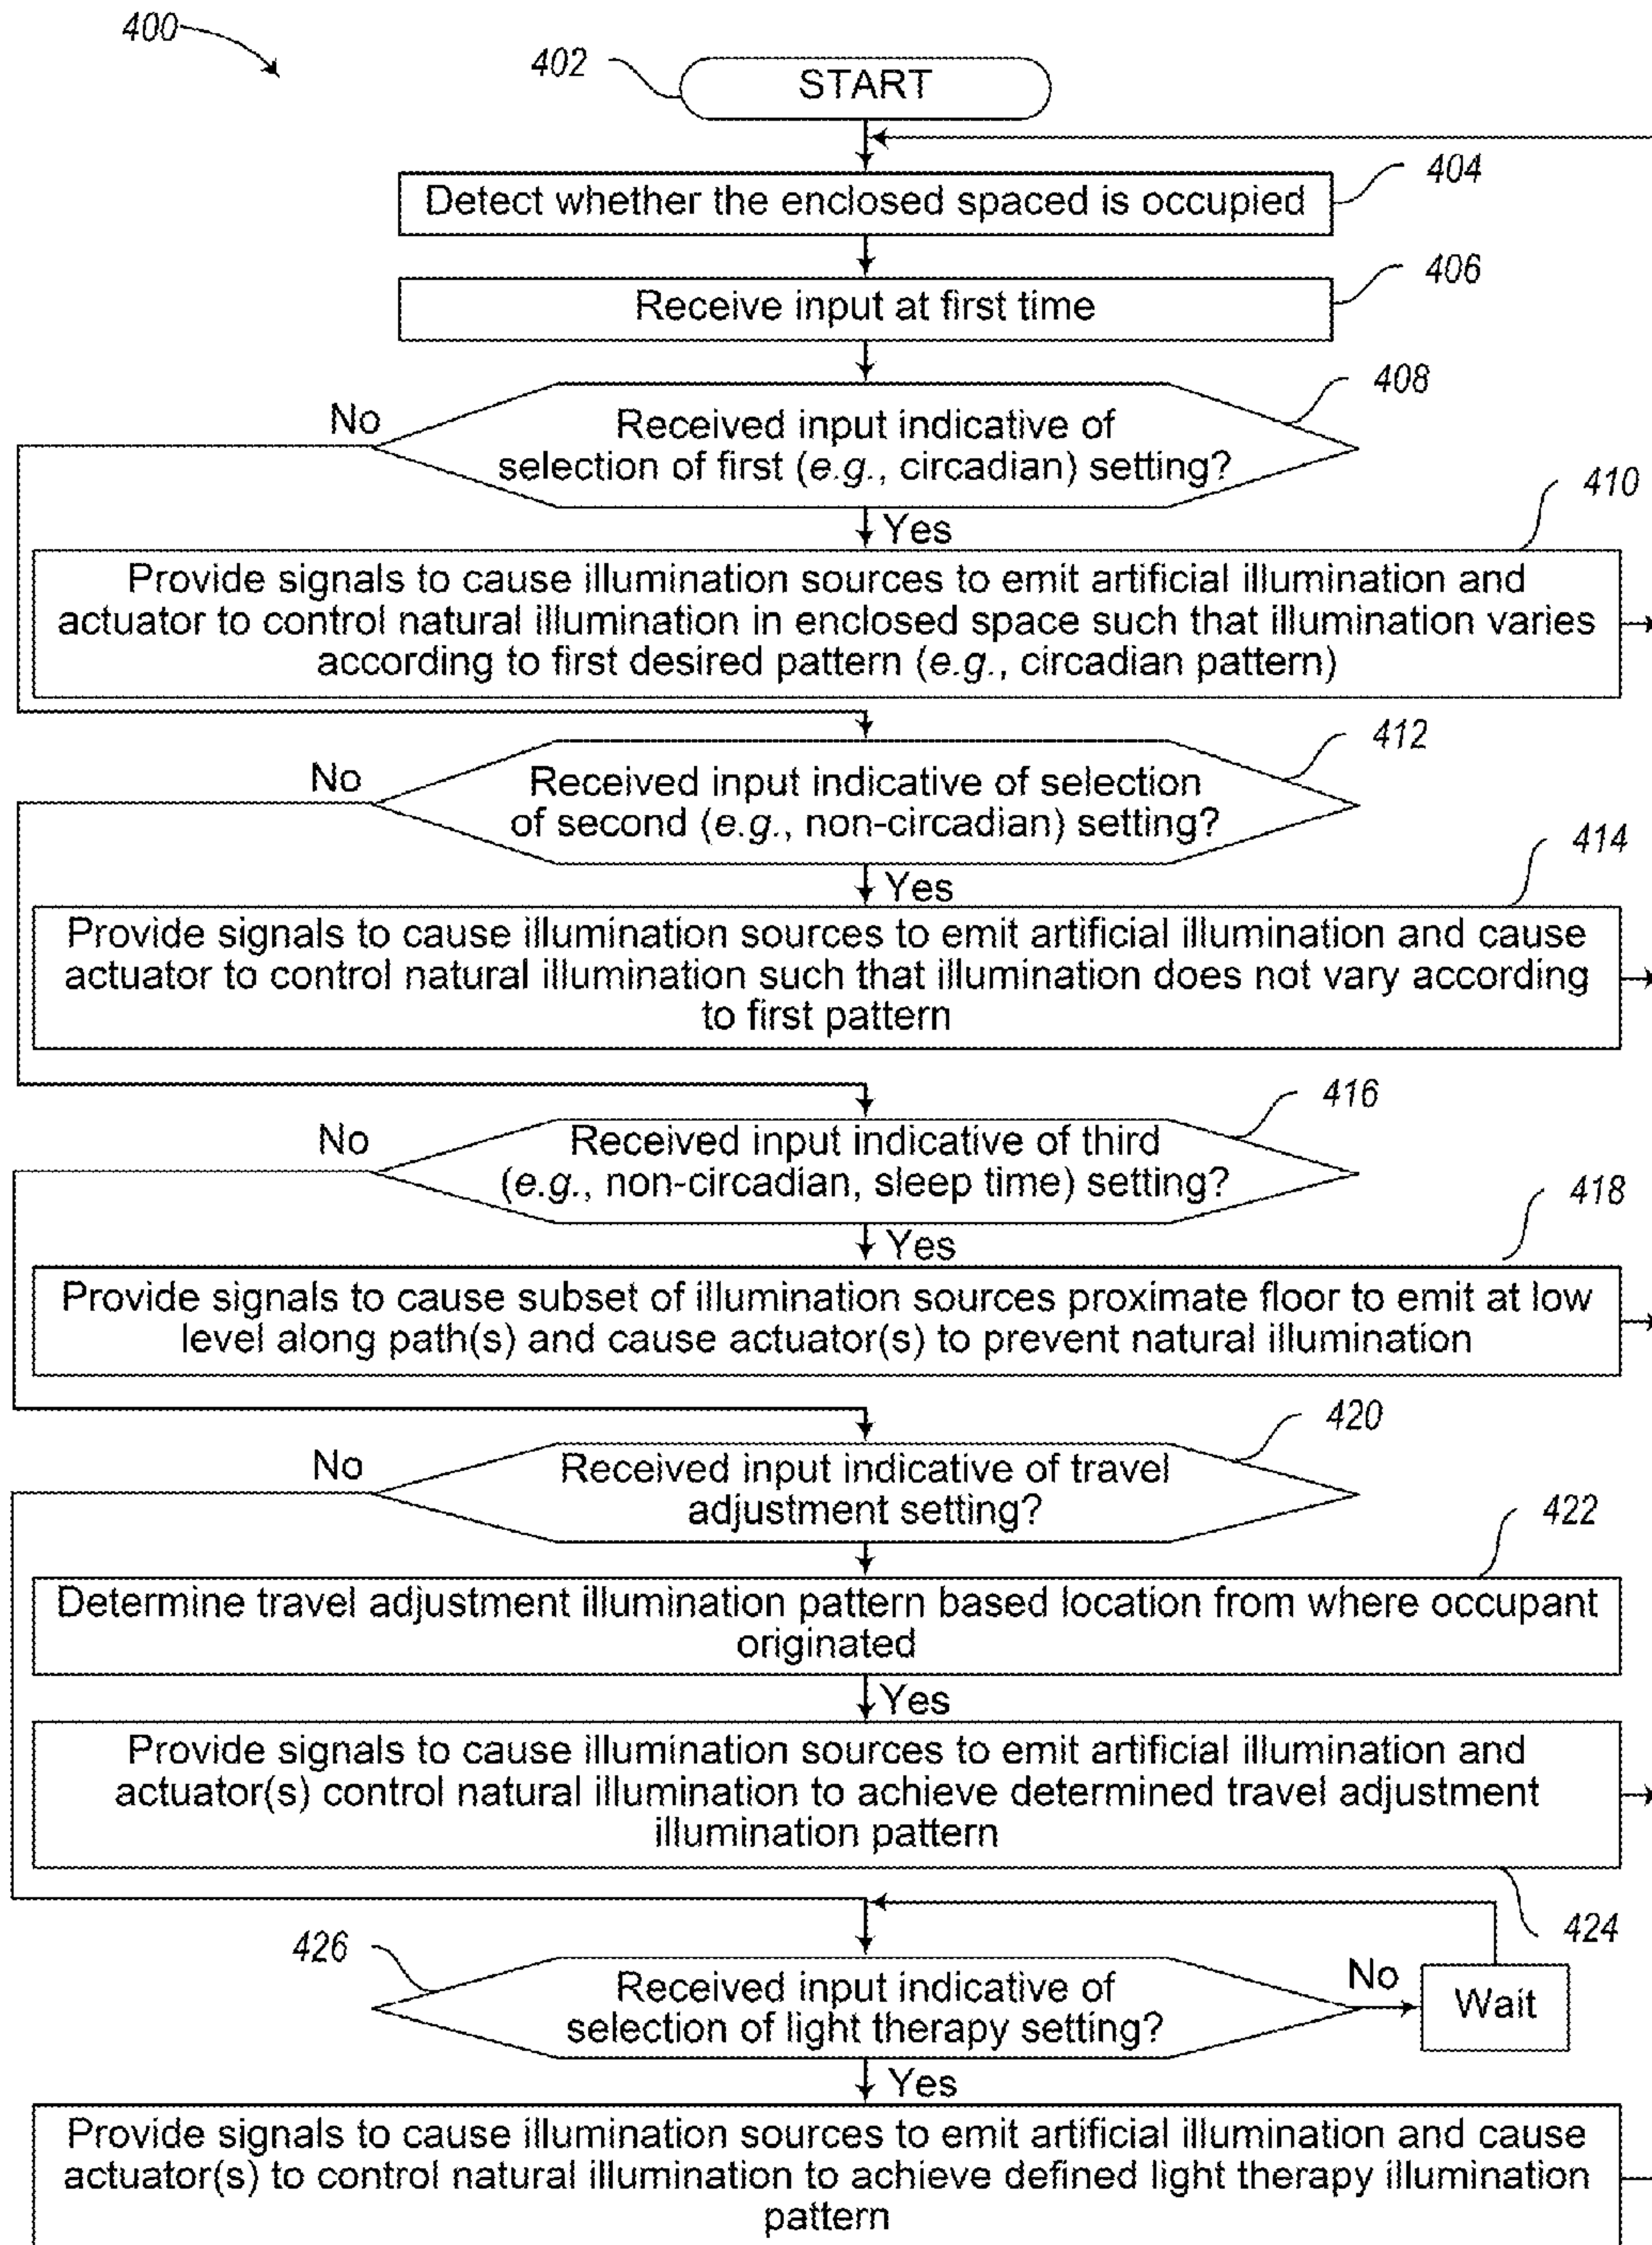 400
402
START
Detect whether the enclosed spaced is occupied
404
Receive input at first time
406
408
No
Received input indicative of
selection of first (e.g., circadian) setting?
Yes
410
Provide signals to cause illumination sources to emit artificial illumination and
actuator to control natural illumination in enclosed space such that illumination varies
according to first desired pattern (e.g., circadian pattern)
412
No
Received input indicative of selection
of second (e.g., non-circadian) setting?
Yes
414
Provide signals to cause illumination sources to emit artificial illumination and cause
actuator to control natural illumination such that illumination does not vary according
to first pattern
416
No
Received input indicative of third
(e.g., non-circadian, sleep time) setting?
Yes
418
Provide signals to cause subset of illumination sources proximate floor to emit at low
level along path(s) and cause actuator(s) to prevent natural illumination
420
No
Received input indicative of travel
adjustment setting?
422
Determine travel adjustment illumination pattern based location from where occupant
originated
Yes
Provide signals to cause illumination sources to emit artificial illumination and
actuator(s) control natural illumination to achieve determined travel adjustment
illumination pattern
424
426
Received input indicative of
selection of light therapy setting?
No
Wait
Yes
Provide signals to cause illumination sources to emit artificial illumination and cause
actuator(s) to control natural illumination to achieve defined light therapy illumination
pattern